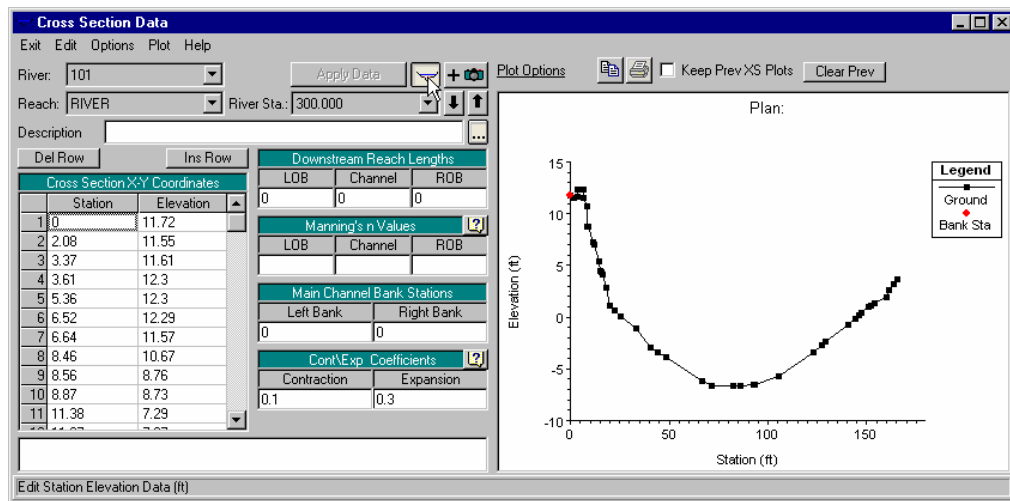 Cross Section Data
Exit Edit Options Plot Help
River: 101 Apply Data
Reach: RIVER River Sta.: 300.000
Description ...
Del Row Ins Row
Cross Section X-Y Coordinates
Station Elevation
1 0 11.72
2 2.08 11.55
3 3.37 11.61
4 3.61 12.3
5 5.36 12.3
6 6.52 12.29
7 6.64 11.57
8 8.46 10.67
9 8.56 8.76
10 8.87 8.73
11 11.38 7.29
Downstream Reach Lengths
LOB Channel ROB
0 0 0
Manning's n Values
LOB Channel ROB
Main Channel Bank Stations
Left Bank Right Bank
0 0
Cont\Exp Coefficients
Contraction Expansion
0.1 0.3
Edit Station Elevation Data (ft)
Plot Options Keep Prev XS Plots Clear Prev
Plan:
Elevation (ft)
15
10
5
0
-5
-10
0 50 100 150
Station (ft)
Legend
Ground
Bank Sta